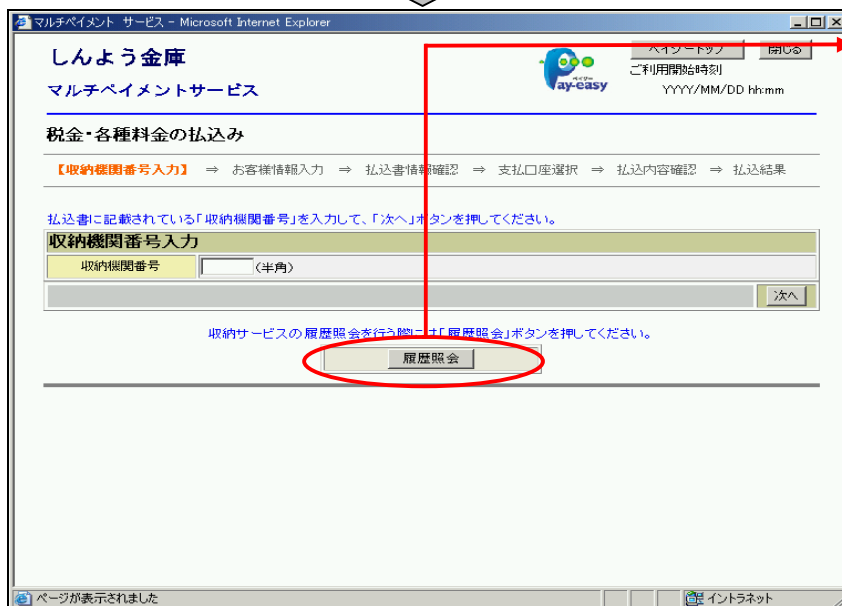 マルチペイメント サービス - Microsoft Internet Explorer
しんよう金庫
マルチペイメントサービス
ペイジー
Pay-easy
ペイジートップ 閉じる
ご利用開始時刻
YYYY/MM/DD hh:mm
税金・各種料金の払込み
【収納機関番号入力】 ⇒ お客様情報入力 ⇒ 払込書情報確認 ⇒ 支払口座選択 ⇒ 払込内容確認 ⇒ 払込結果
払込書に記載されている「収納機関番号」を入力して、「次へ」ボタンを押してください。
収納機関番号入力
収納機関番号 (半角)
次へ
収納サービスの履歴照会を行う際には「履歴照会」ボタンを押してください。
履歴照会
ページが表示されました イントラネット